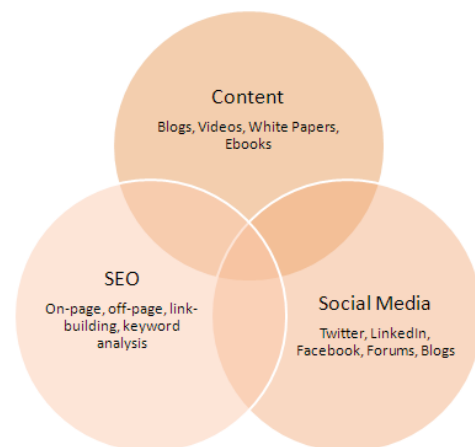 Content
Blogs, Videos, White Papers,
Ebooks
SEO
On-page, off-page, link-
building, keyword
analysis
Social Media
Twitter, LinkedIn,
Facebook, Forums, Blogs